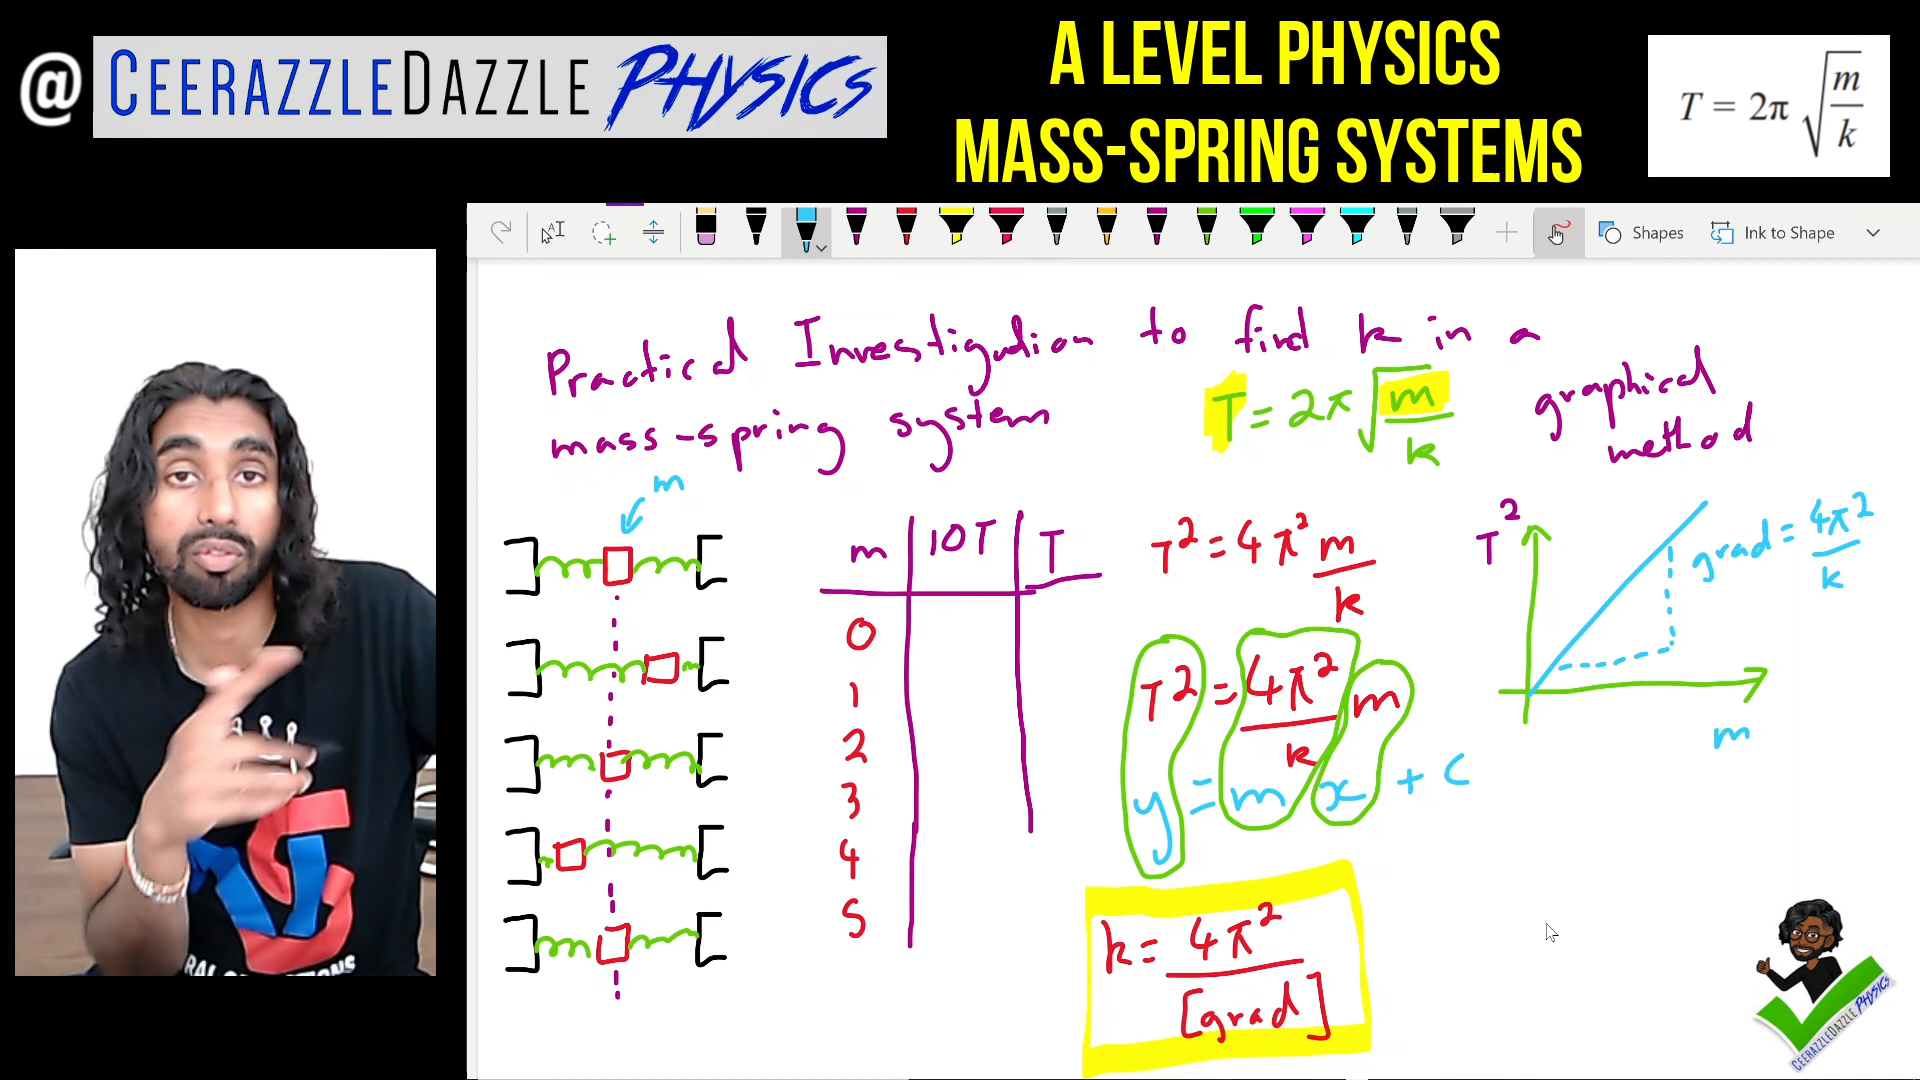 @ CEERAZZLEDAZZLE PHYSICS
A LEVEL PHYSICS
MASS-SPRING SYSTEMS
T = 2π √(m/k)
Shapes
Ink to Shape
Practical Investigation to find k in a
mass-spring system
T = 2π √(m/k)
graphical
method
m
m | 10T | T
0
1
2
3
4
5
T² = 4π² m/k
T² = 4π²/k m
y = m x + c
k = 4π²/[grad]
T²
grad = 4π²/k
m
CEERAZZLEDAZZLE PHYSICS